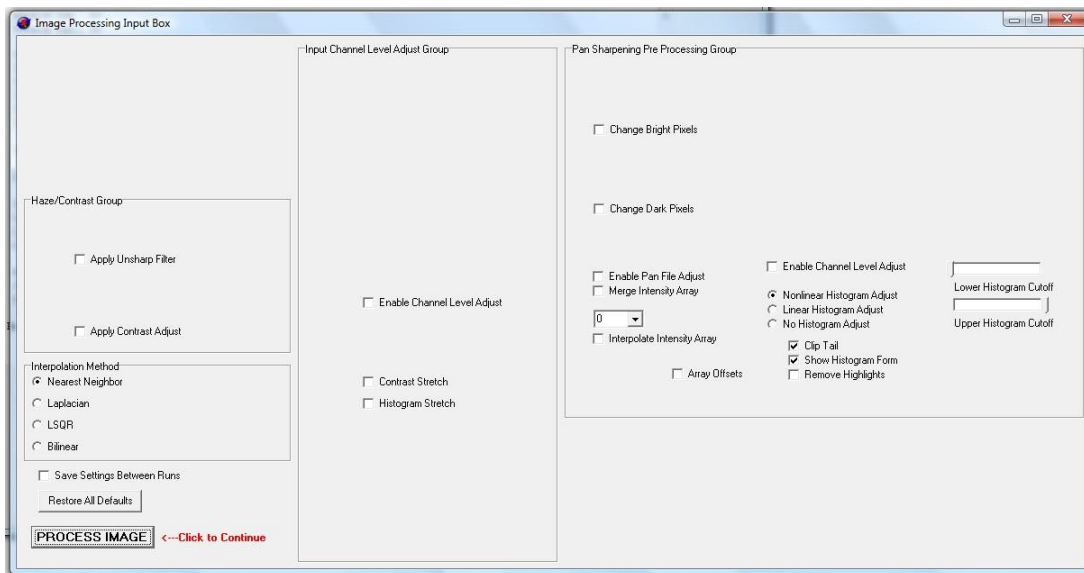 Image Processing Input Box
Haze/Contrast Group
Apply Unsharp Filter
Apply Contrast Adjust
Interpolation Method
Nearest Neighbor
Laplacian
LSQR
Bilinear
Save Settings Between Runs
Restore All Defaults
PROCESS IMAGE <---Click to Continue
Input Channel Level Adjust Group
Enable Channel Level Adjust
Contrast Stretch
Histogram Stretch
Pan Sharpening Pre Processing Group
Change Bright Pixels
Change Dark Pixels
Enable Pan File Adjust
Merge Intensity Array
0
Interpolate Intensity Array
Array Offsets
Enable Channel Level Adjust
Nonlinear Histogram Adjust
Linear Histogram Adjust
No Histogram Adjust
Clip Tail
Show Histogram Form
Remove Highlights
Lower Histogram Cutoff
Upper Histogram Cutoff